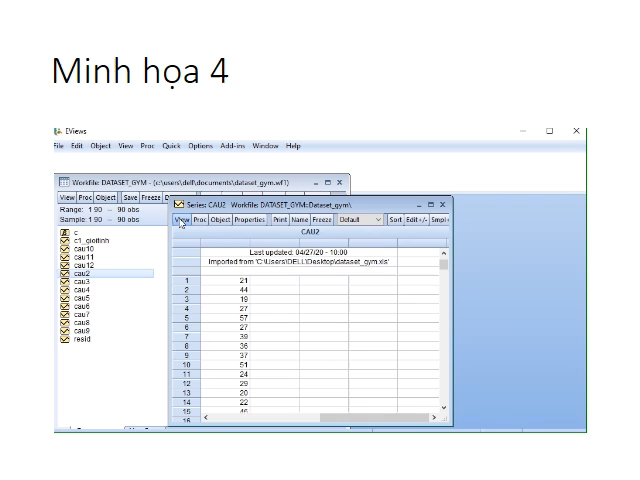 Minh họa 4
EViews
File Edit Object View Proc Quick Options Add-ins Window Help
Workfile: DATASET_GYM - (c:\users\dell\documents\dataset_gym.wf1)
View Proc Object Save Freeze
Range: 1 90 -- 90 obs
Sample: 1 90 -- 90 obs
c
c1_gioitinh
cau10
cau11
cau12
cau2
cau3
cau4
cau5
cau6
cau7
cau8
cau9
resid
Series: CAU2 Workfile: DATASET_GYM::Dataset_gym\
View Proc Object Properties Print Name Freeze Default Sort Edit+/- Smpl+
CAU2
Last updated: 04/27/20 - 10:00
Imported from 'C:\Users\DELL\Desktop\dataset_gym.xls'
1 21
2 44
3 19
4 27
5 57
6 27
7 39
8 36
9 37
10 51
11 24
12 29
13 20
14 22
15
16